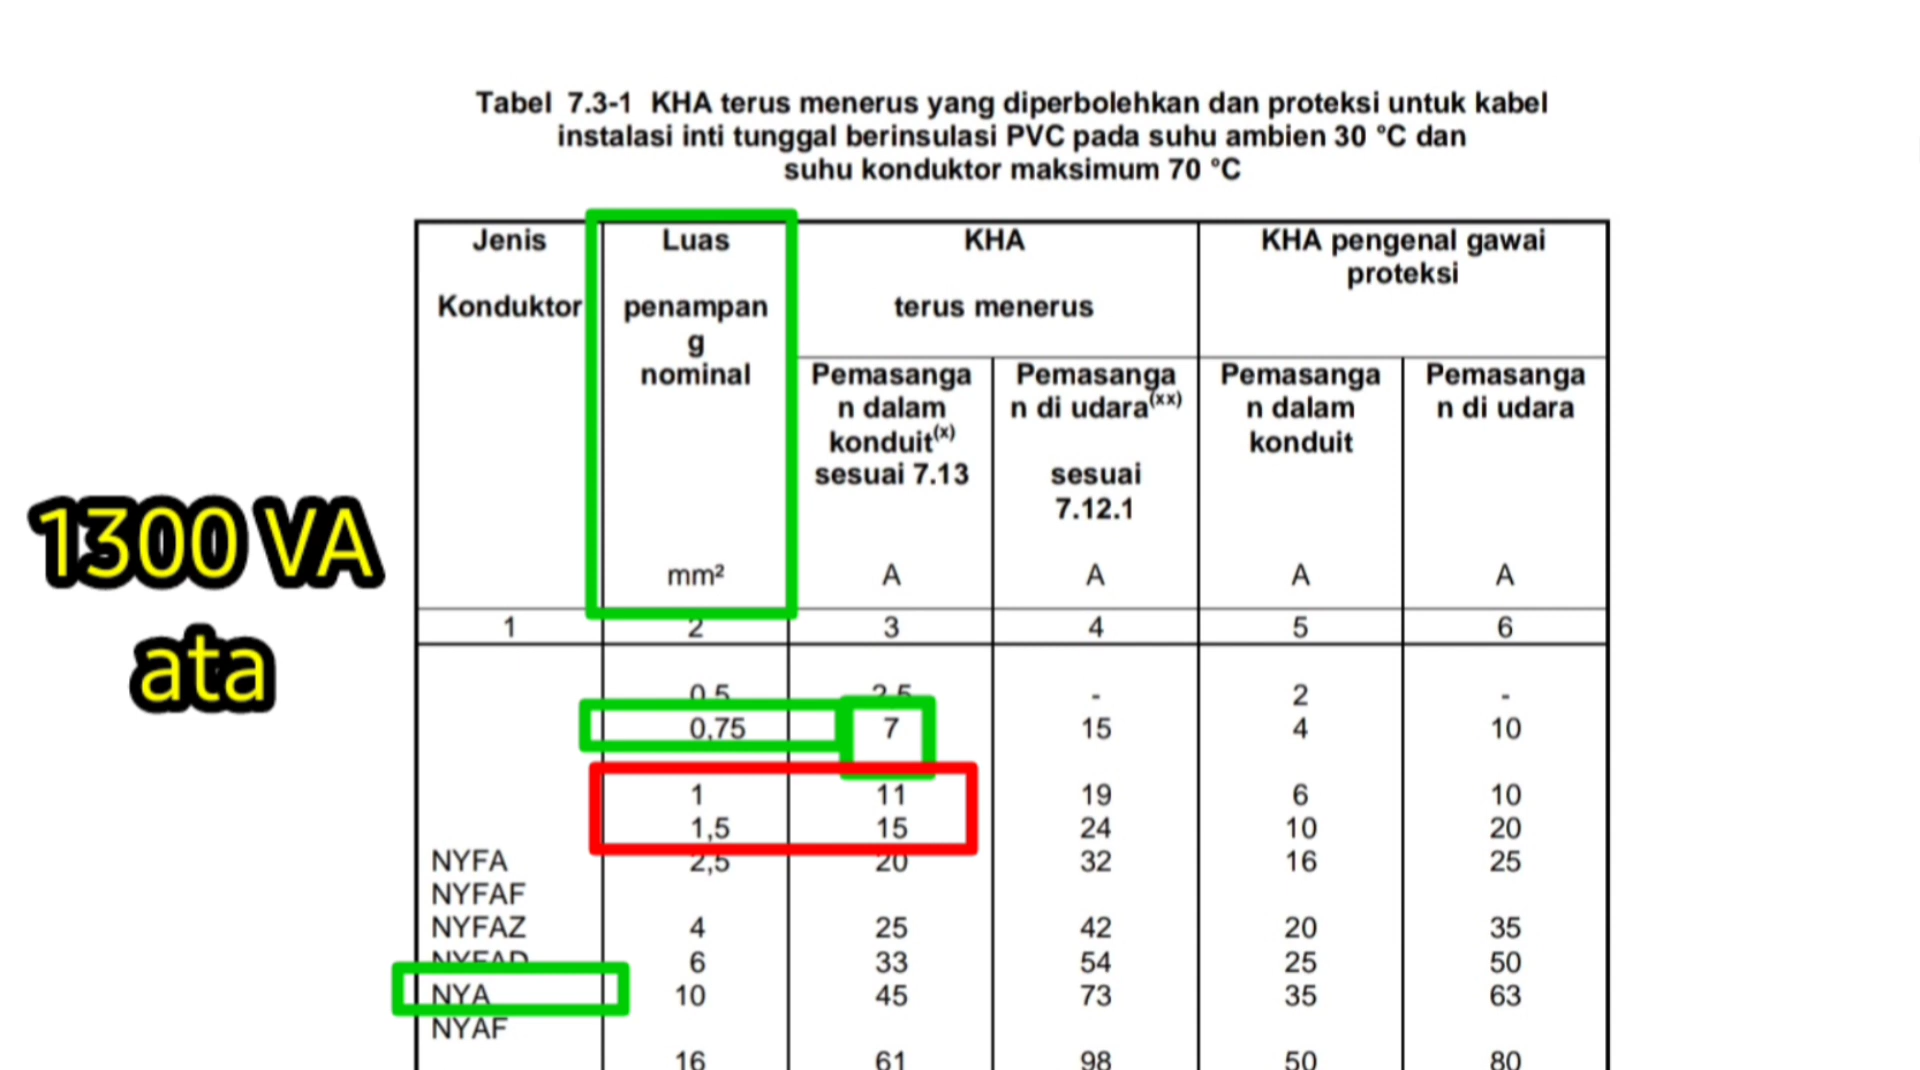 Tabel 7.3-1 KHA terus menerus yang diperbolehkan dan proteksi untuk kabel
instalasi inti tunggal berinsulasi PVC pada suhu ambien 30 °C dan
suhu konduktor maksimum 70 °C
Jenis Luas KHA KHA pengenal gawai
proteksi
Konduktor penampan terus menerus
g
nominal Pemasanga Pemasanga Pemasanga Pemasanga
n dalam n di udara(xx) n dalam n di udara
konduit(x) konduit
sesuai 7.13 sesuai
7.12.1
mm² A A A A
1 2 3 4 5 6
0,5 2,5 - 2 -
0,75 7 15 4 10
1 11 19 6 10
1,5 15 24 10 20
NYFA 2,5 20 32 16 25
NYFAF
NYFAZ 4 25 42 20 35
NYFAD 6 33 54 25 50
NYA 10 45 73 35 63
NYAF
16 61 98 50 80
1300 VA
ata